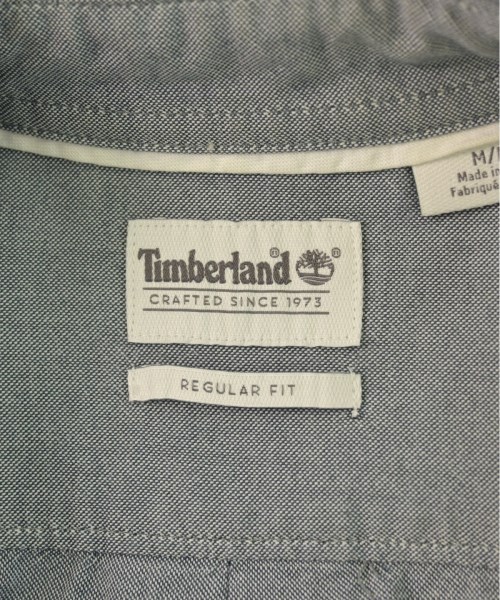 M/
Made in
Fabriqué
Timberland® ®
CRAFTED SINCE 1973
REGULAR FIT